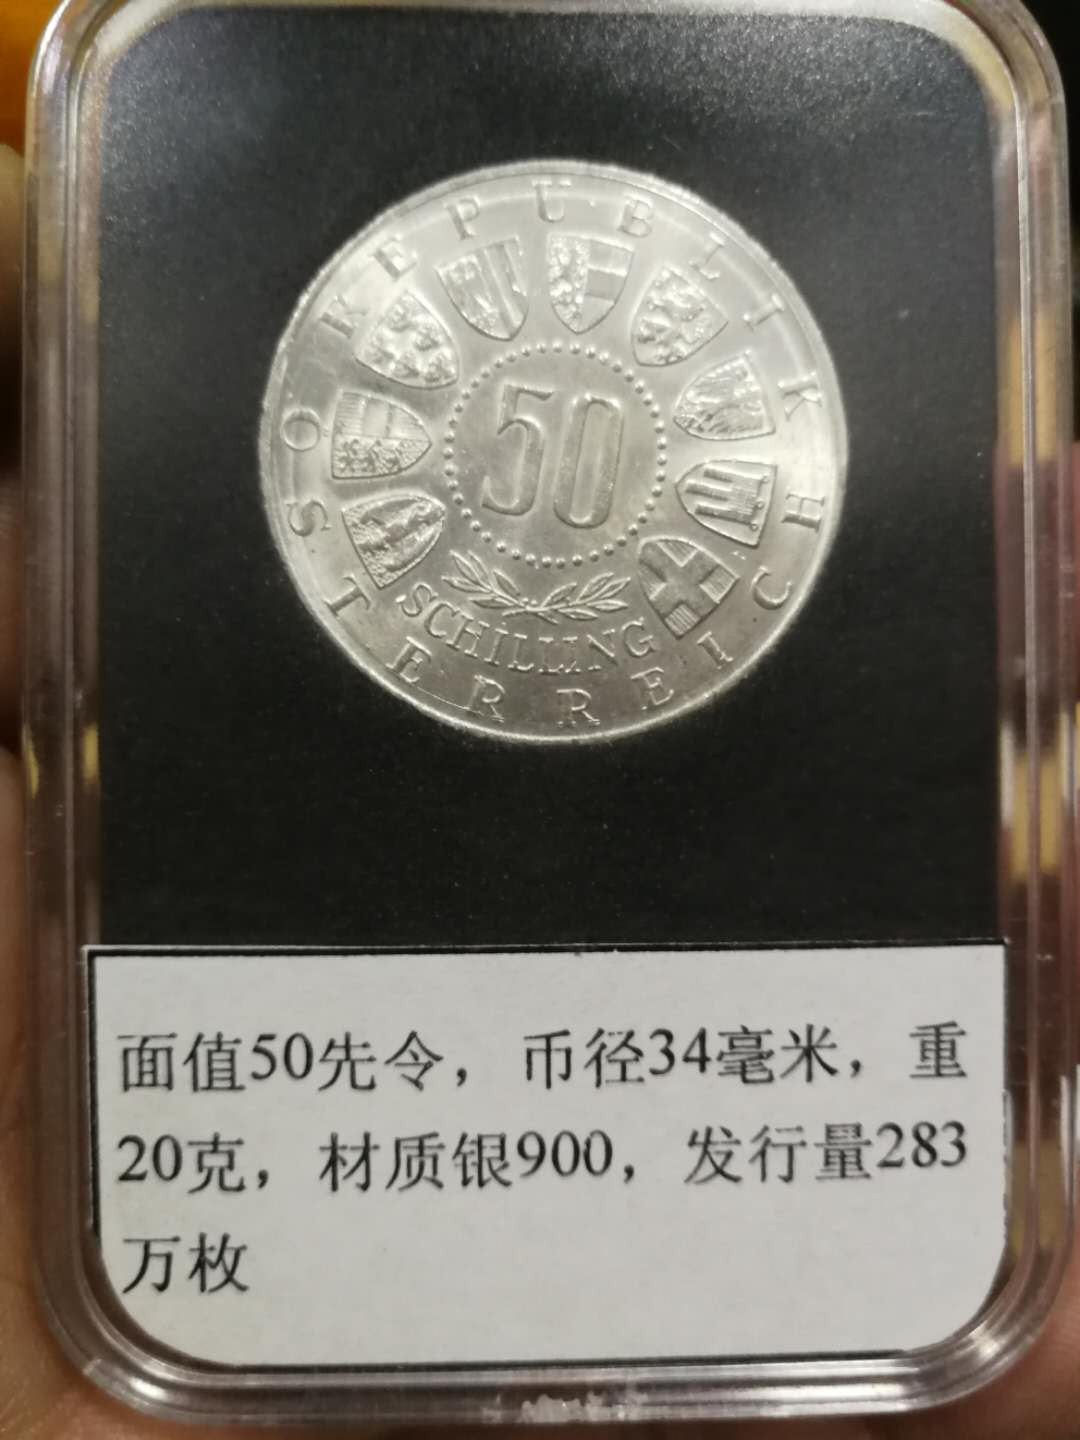 REPUBLIK
ÖSTERREICH
50
SCHILLING
面值50先令，币径34毫米，重
20克，材质银900，发行量283
万枚